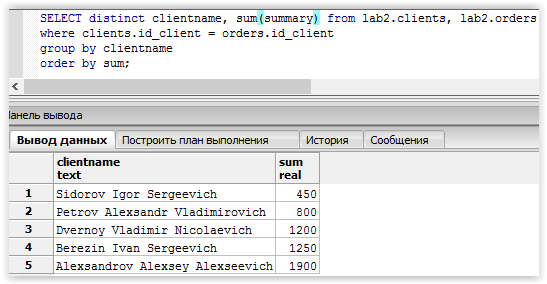 SELECT distinct clientname, sum(summary) from lab2.clients, lab2.orders
where clients.id_client = orders.id_client
group by clientname
order by sum;
Панель вывода
Вывод данных Построить план выполнения История Сообщения
clientname sum
text real
1 Sidorov Igor Sergeevich 450
2 Petrov Alexsandr Vladimirovich 800
3 Dvernoy Vladimir Nicolaevich 1200
4 Berezin Ivan Sergeevich 1250
5 Alexsandrov Alexsey Alexseevich 1900